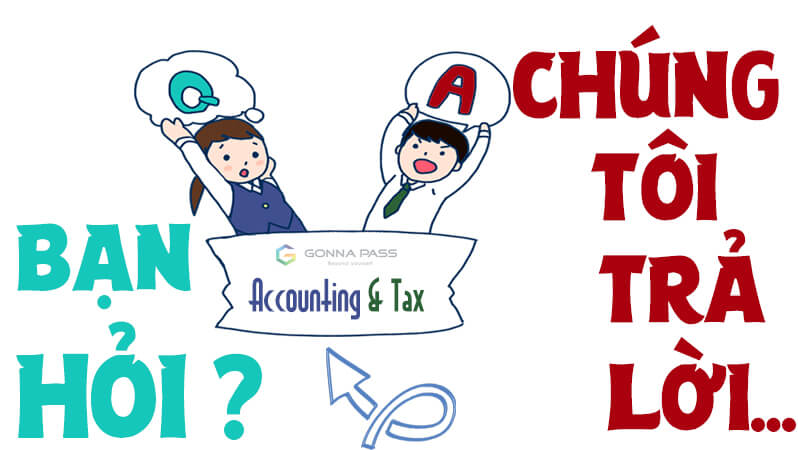 Q
A
BẠN
HỎI ?
CHÚNG
TÔI
TRẢ
LỜI...
GONNA PASS
Beyond yourself
Accounting & Tax